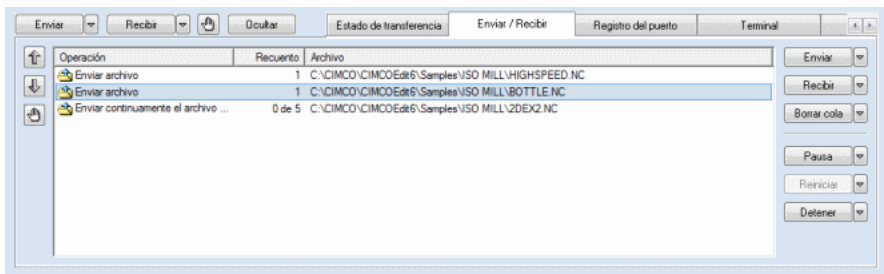 Enviar Recibir Ocultar Estado de transferencia Enviar / Recibir Registro del puerto Terminal
Operación Recuento Archivo
Enviar archivo 1 C:\CIMCO\CIMCOEdit6\Samples\ISO MILL\HIGHSPEED.NC
Enviar archivo 1 C:\CIMCO\CIMCOEdit6\Samples\ISO MILL\BOTTLE.NC
Enviar continuamente el archivo ... 0 de 5 C:\CIMCO\CIMCOEdit6\Samples\ISO MILL\2DEX2.NC
Enviar
Recibir
Borrar cola
Pausa
Reiniciar
Detener